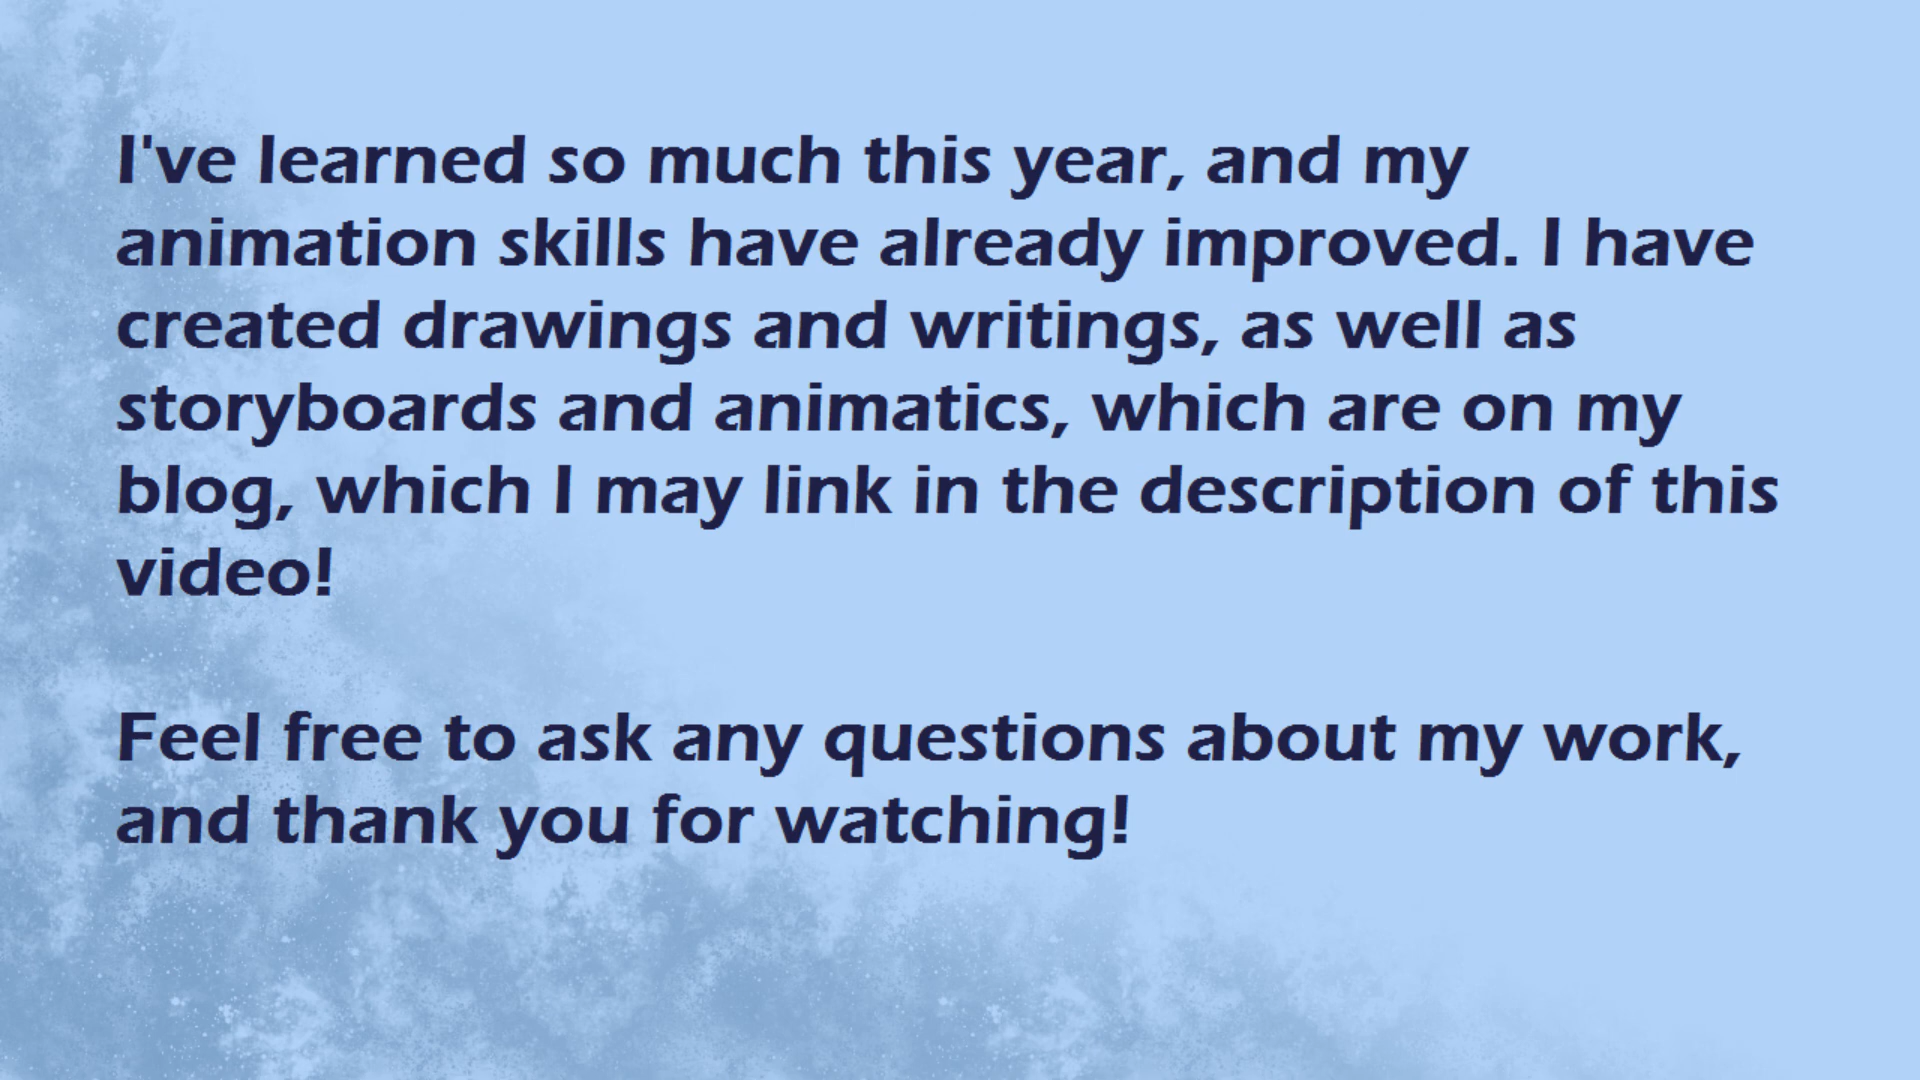 I've learned so much this year, and my
animation skills have already improved. I have
created drawings and writings, as well as
storyboards and animatics, which are on my
blog, which I may link in the description of this
video!
Feel free to ask any questions about my work,
and thank you for watching!